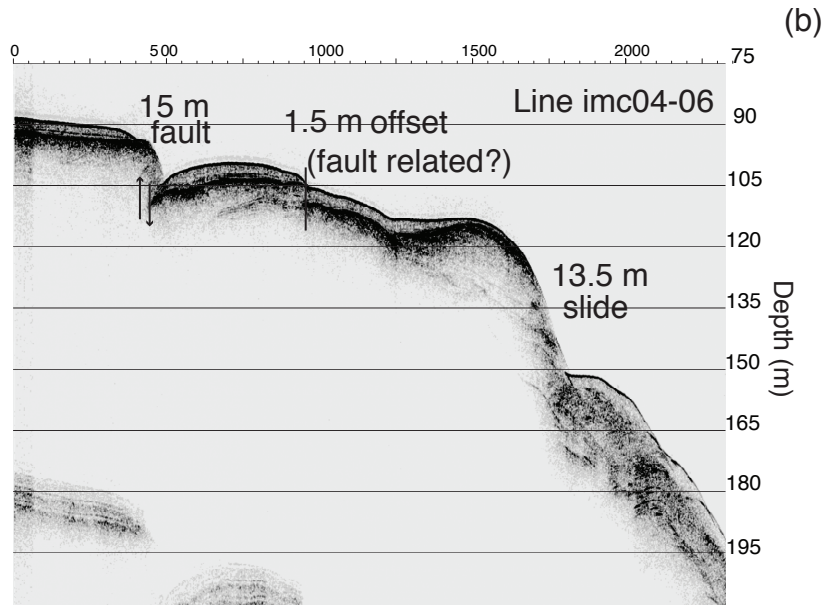 (b)
0 500 1000 1500 2000 75
Line imc04-06
15 m
fault
1.5 m offset
(fault related?)
90
105
120
13.5 m
slide
135
150
165
180
195
Depth (m)